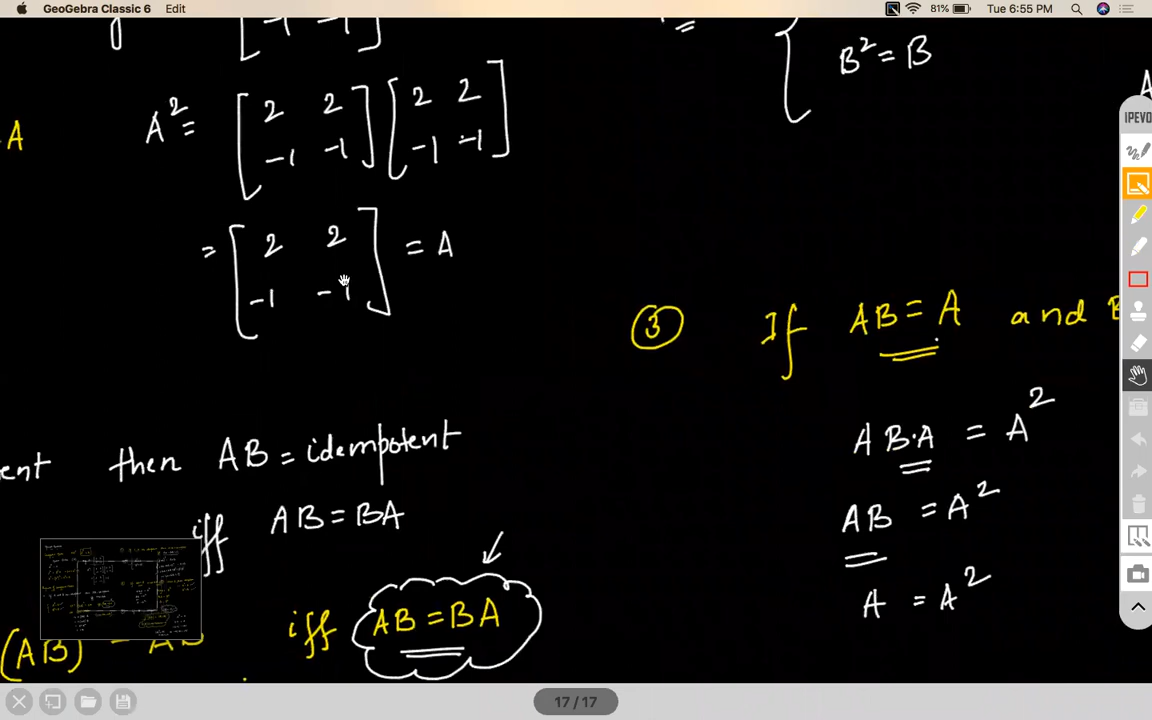 GeoGebra Classic 6 Edit 81% Tue 6:55 PM
B² = B
IPEVO
A
A² = [2 2 -1 -1] [2 2 -1 -1]
= [2 2 -1 -1] = A
③ If AB = A and B
AB·A = A²
AB = A²
A = A²
ent then AB = idempotent
iff AB = BA
iff AB = BA
(AB) = AB
17 / 17